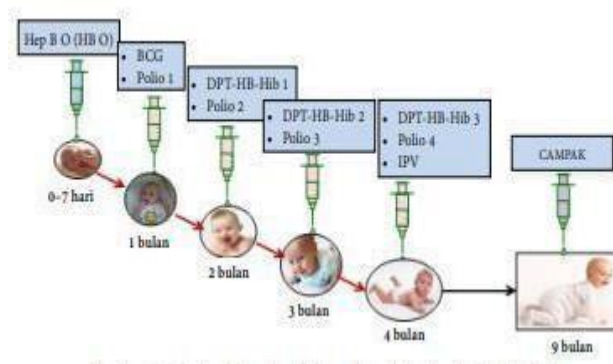 Hep B O (HB O)
• BCG
• Polio 1
• DPT-HB-Hib 1
• Polio 2
• DPT-HB-Hib 2
• Polio 3
• DPT-HB-Hib 3
• Polio 4
• IPV
CAMPAK
0-7 hari
1 bulan
2 bulan
3 bulan
4 bulan
9 bulan